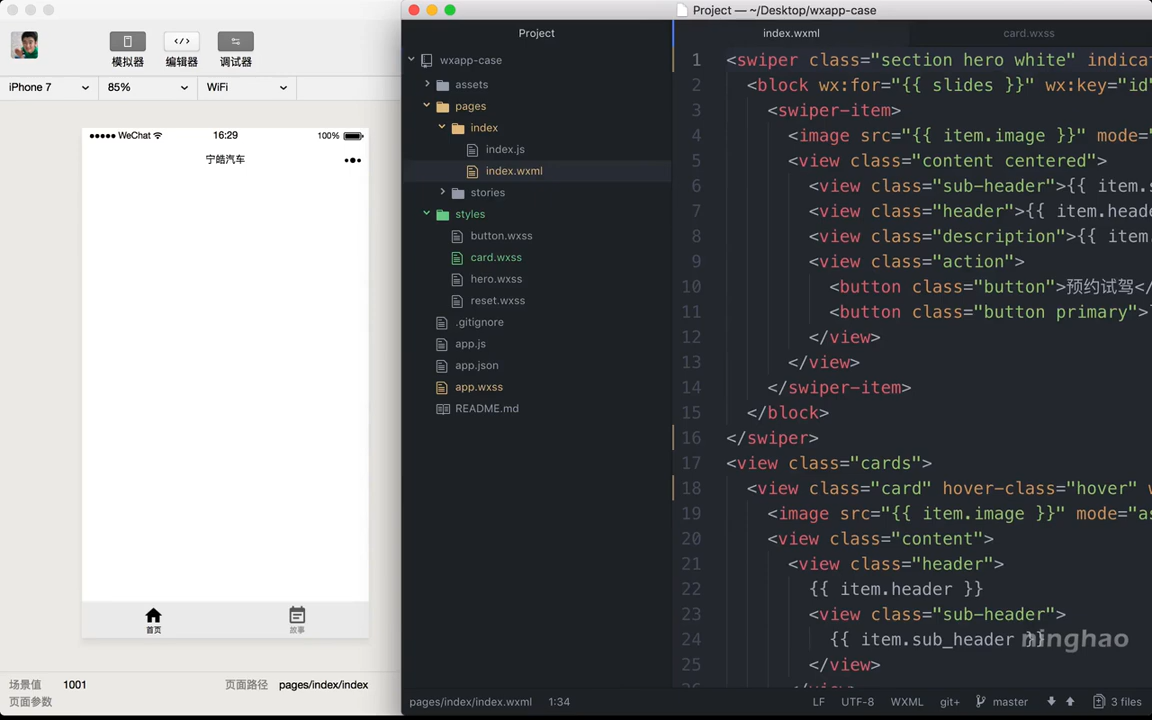 模拟器
编辑器
调试器
iPhone 7
85%
WiFi
WeChat
16:29
100%
宁皓汽车
首页
故事
场景值
1001
页面路径
pages/index/index
页面参数
Project — ~/Desktop/wxapp-case
Project
wxapp-case
assets
pages
index
index.js
index.wxml
stories
styles
button.wxss
card.wxss
hero.wxss
reset.wxss
.gitignore
app.js
app.json
app.wxss
README.md
index.wxml
card.wxss
1 <swiper class="section hero white" indica
2 <block wx:for="{{ slides }}" wx:key="id"
3 <swiper-item>
4 <image src="{{ item.image }}" mode=
5 <view class="content centered">
6 <view class="sub-header">{{ item.s
7 <view class="header">{{ item.heade
8 <view class="description">{{ item.
9 <view class="action">
10 <button class="button">预约试驾</
11 <button class="button primary">
12 </view>
13 </view>
14 </swiper-item>
15 </block>
16 </swiper>
17 <view class="cards">
18 <view class="card" hover-class="hover" w
19 <image src="{{ item.image }}" mode="as
20 <view class="content">
21 <view class="header">
22 {{ item.header }}
23 <view class="sub-header">
24 {{ item.sub_header }}
25 </view>
ninghao
pages/index/index.wxml
1:34
LF
UTF-8
WXML
git+
master
3 files